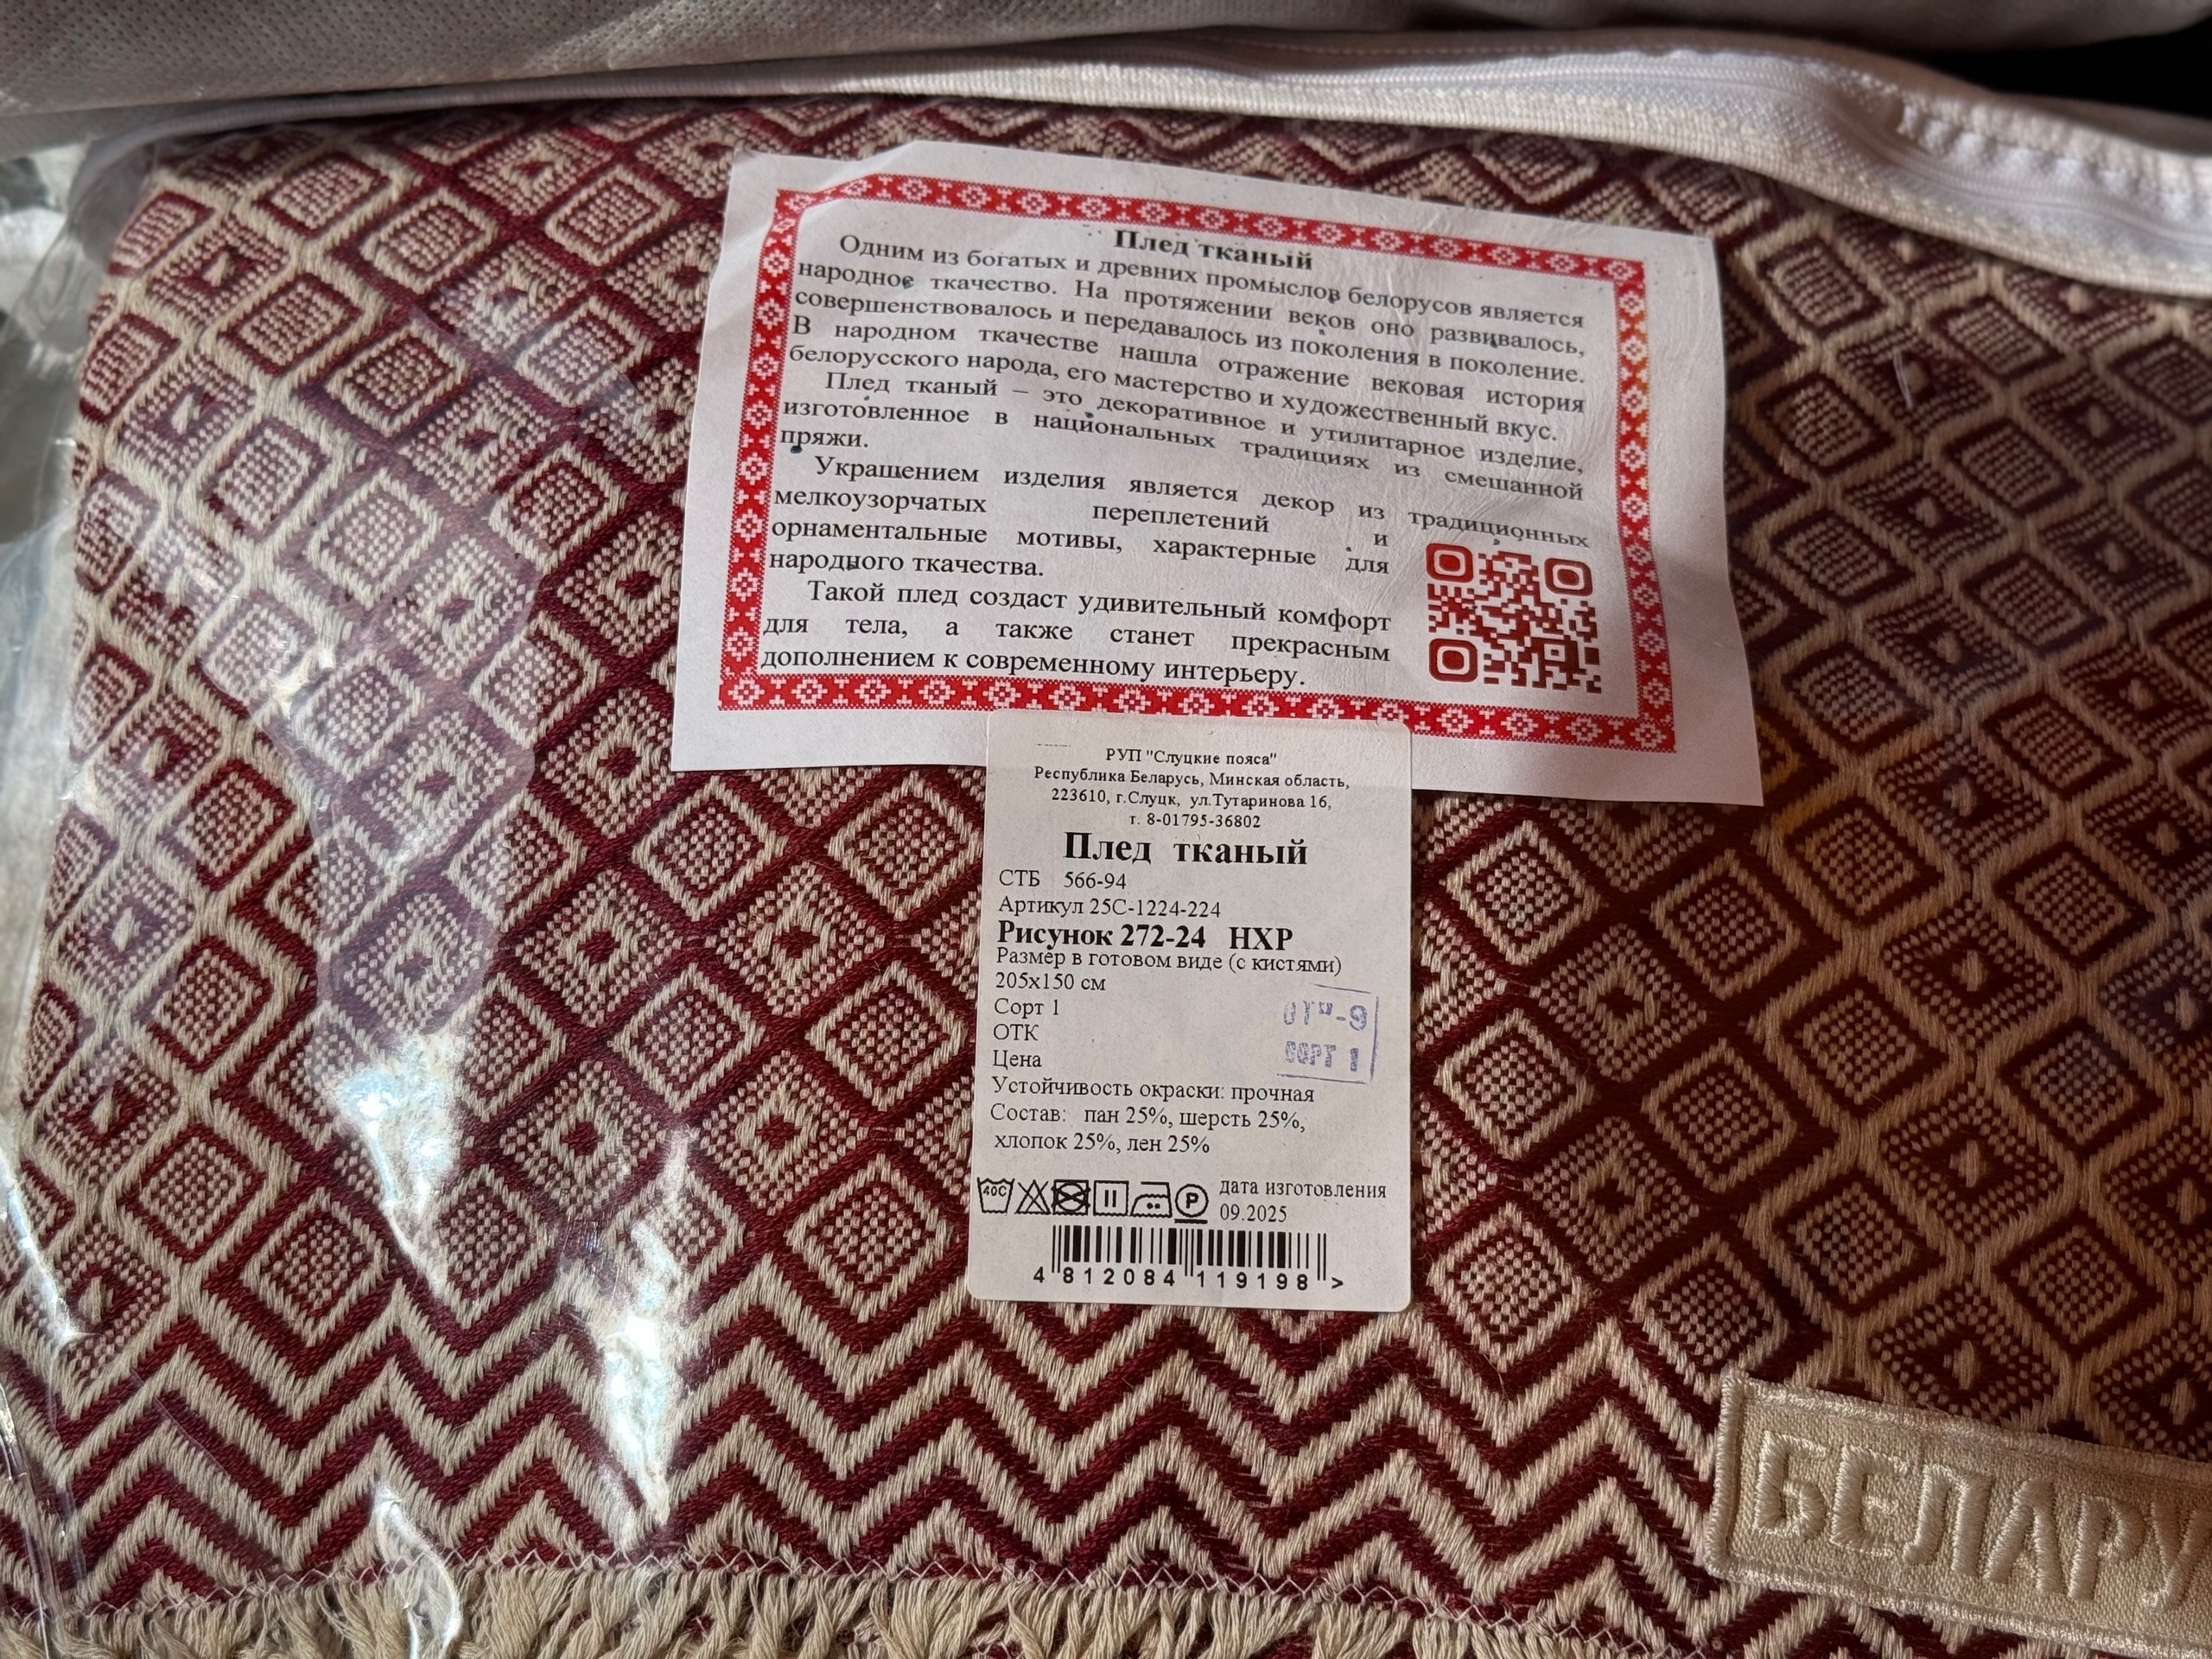 Плед тканый
Одним из богатых и древних промыслов белорусов является
народное ткачество. На протяжении веков оно развивалось,
совершенствовалось и передавалось из поколения в поколение.
В народном ткачестве нашла отражение вековая история
белорусского народа, его мастерство и художественный вкус.
Плед тканый – это декоративное и утилитарное изделие,
изготовленное в национальных традициях из смешанной
пряжи.
Украшением изделия является декор из традиционных
мелкоузорчатых переплетений и
орнаментальные мотивы, характерные для
народного ткачества.
Такой плед создаст удивительный комфорт
для тела, а также станет прекрасным
дополнением к современному интерьеру.
РУП "Слуцкие пояса"
Республика Беларусь, Минская область,
223610, г.Слуцк, ул.Тутаринова 16,
т. 8-01795-36802
Плед тканый
СТБ 566-94
Артикул 25С-1224-224
Рисунок 272-24 НХР
Размер в готовом виде (с кистями)
205х150 см
Сорт 1
ОТК
Цена
СОРТ 1
Устойчивость окраски: прочная
Состав: пан 25%, шерсть 25%,
хлопок 25%, лен 25%
40С P дата изготовления
09.2025
4 812084 119198 >
БЕЛАРУ